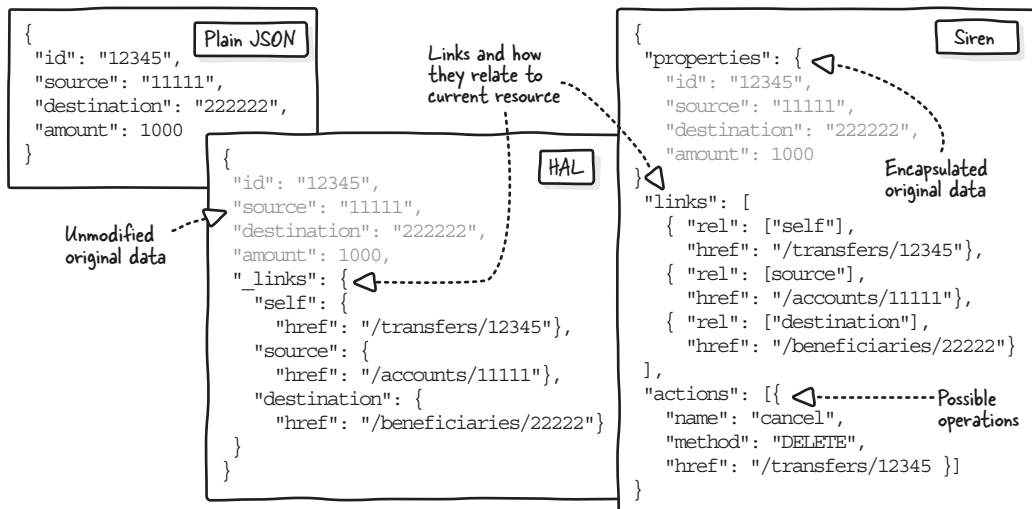 {
Plain JSON
"id": "12345",
"source": "11111",
"destination": "222222",
"amount": 1000
}
{
HAL
"id": "12345",
"source": "11111",
"destination": "222222",
"amount": 1000,
"_links": {
"self": {
"href": "/transfers/12345"},
"source": {
"href": "/accounts/11111"},
"destination": {
"href": "/beneficiaries/22222"}
}
}
Unmodified
original data
Links and how
they relate to
current resource
{
Siren
"properties": {
"id": "12345",
"source": "11111",
"destination": "222222",
"amount": 1000
}
"links": [
{ "rel": ["self"],
"href": "/transfers/12345"},
{ "rel": [source"],
"href": "/accounts/11111"},
{ "rel": ["destination"],
"href": "/beneficiaries/22222"}
],
"actions": [{
"name": "cancel",
"method": "DELETE",
"href": "/transfers/12345 }]
}
Encapsulated
original data
Possible
operations